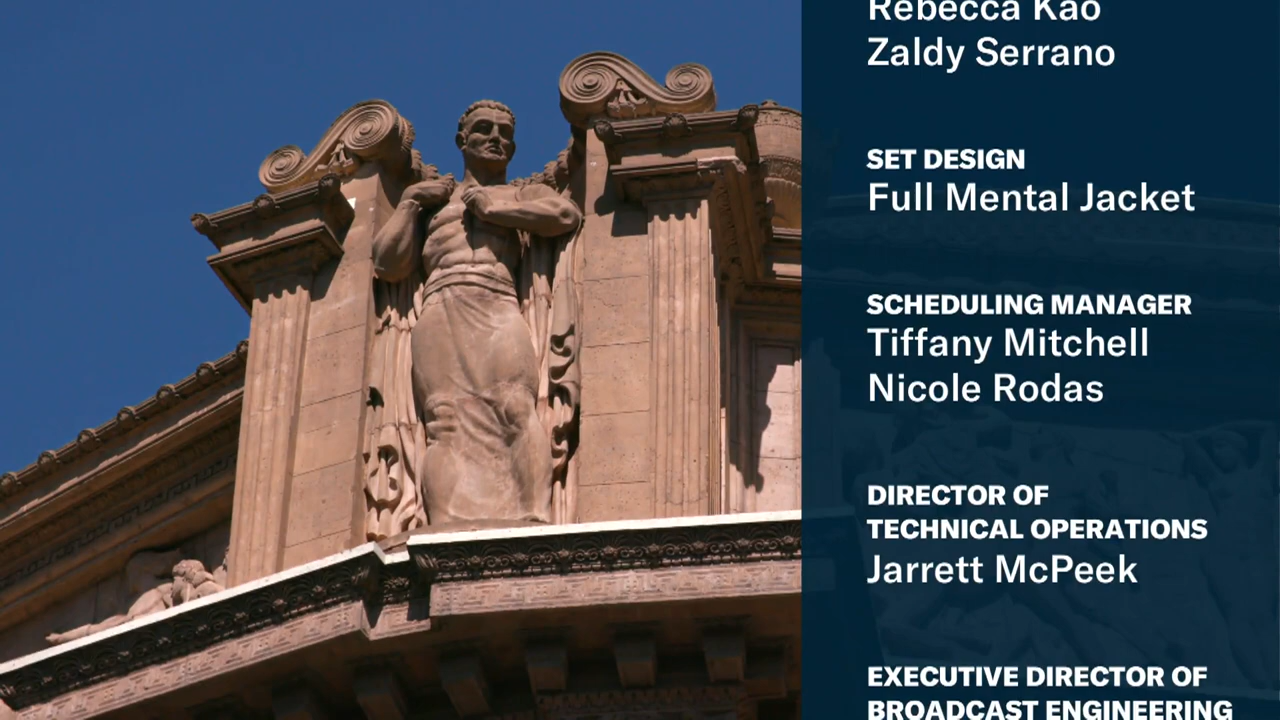 Rebecca Kao
Zaldy Serrano
SET DESIGN
Full Mental Jacket
SCHEDULING MANAGER
Tiffany Mitchell
Nicole Rodas
DIRECTOR OF
TECHNICAL OPERATIONS
Jarrett McPeek
EXECUTIVE DIRECTOR OF
BROADCAST ENGINEERING